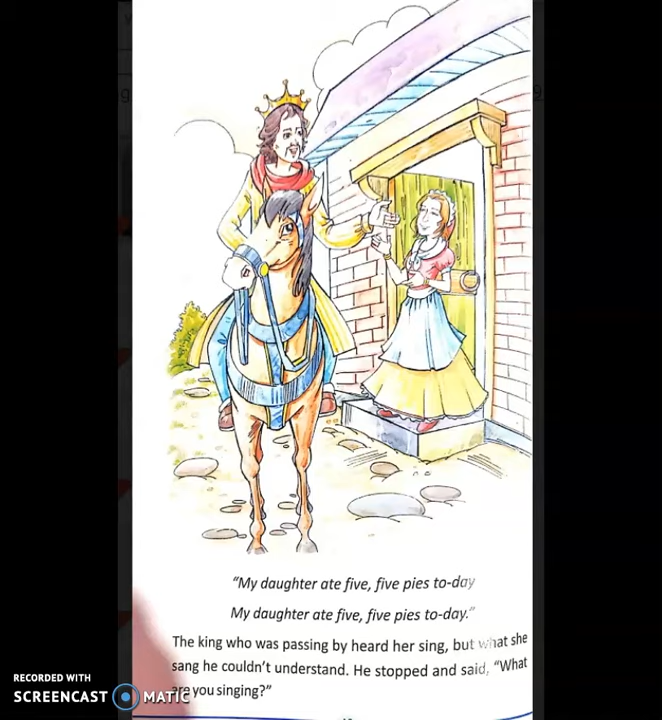 "My daughter ate five, five pies to-day
My daughter ate five, five pies to-day."
The king who was passing by heard her sing, but what she
sang he couldn't understand. He stopped and said, "What
are you singing?"
RECORDED WITH
SCREENCAST MATIC